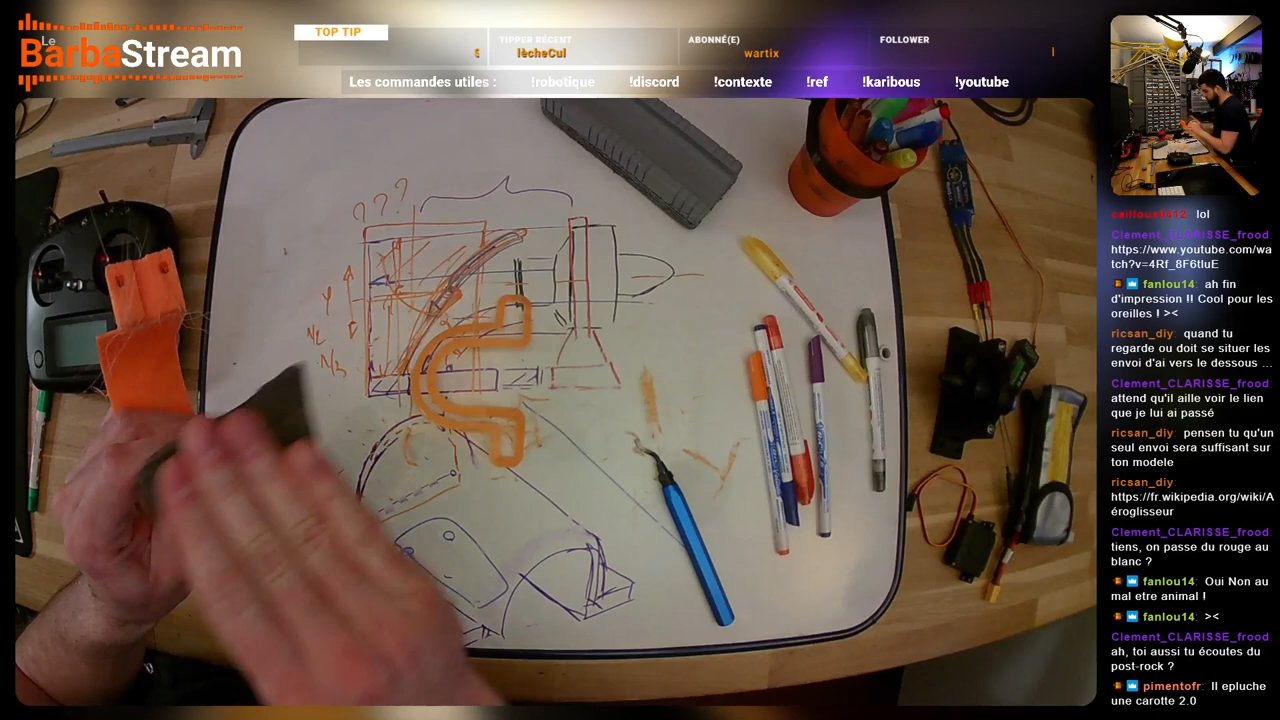 Le
BarbaStream
TOP TIP
TIPPER RÉCENT
lècheCul
ABONNÉ(E)
wartix
FOLLOWER
Les commandes utiles :
!robotique
!discord
!contexte
!ref
!karibous
!youtube
???
Y
cailloux0412 lol
Clement_CLARISSE_frood:
https://www.youtube.com/wa
tch?v=4Rf_8F6tluE
fanlou14: ah fin
d'impression !! Cool pour les
oreilles ! ><
ricsan_diy: quand tu
regarde ou doit se situer les
envoi d'ai vers le dessous ...
Clement_CLARISSE_frood:
attend qu'il aille voir le lien
que je lui ai passé
ricsan_diy: pensen tu qu'un
seul envoi sera suffisant sur
ton modele
ricsan_diy:
https://fr.wikipedia.org/wiki/A
éroglisseur
Clement_CLARISSE_frood:
tiens, on passe du rouge au
blanc ?
fanlou14: Oui Non au
mal etre animal !
fanlou14: ><
Clement_CLARISSE_frood:
ah, toi aussi tu écoutes du
post-rock ?
pimentofr: Il epluche
une carotte 2.0